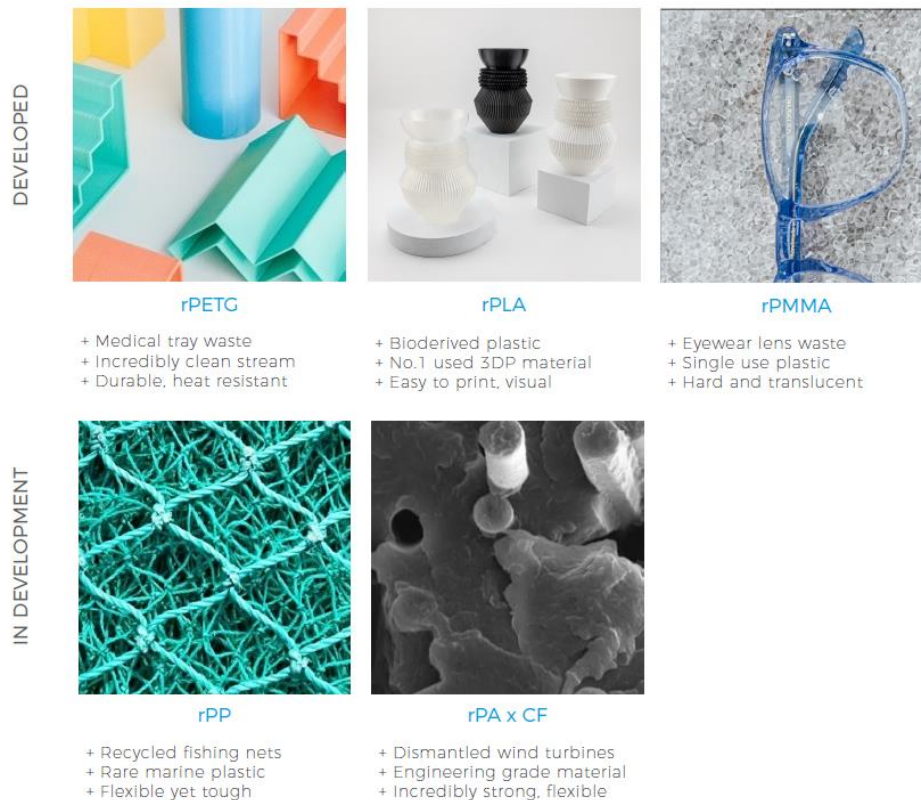 DEVELOPED
rPETG
+ Medical tray waste
+ Incredibly clean stream
+ Durable, heat resistant
rPLA
+ Bioderived plastic
+ No.1 used 3DP material
+ Easy to print, visual
rPMMA
+ Eyewear lens waste
+ Single use plastic
+ Hard and translucent
IN DEVELOPMENT
rPP
+ Recycled fishing nets
+ Rare marine plastic
+ Flexible yet tough
rPA x CF
+ Dismantled wind turbines
+ Engineering grade material
+ Incredibly strong, flexible